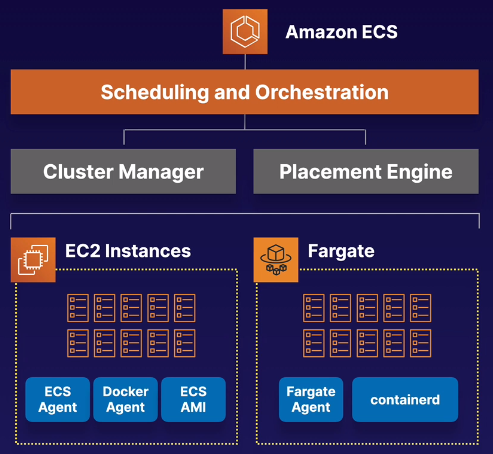 Amazon ECS
Scheduling and Orchestration
Cluster Manager
Placement Engine
EC2 Instances
Fargate
ECS
Agent
Docker
Agent
ECS
AMI
Fargate
Agent
containerd